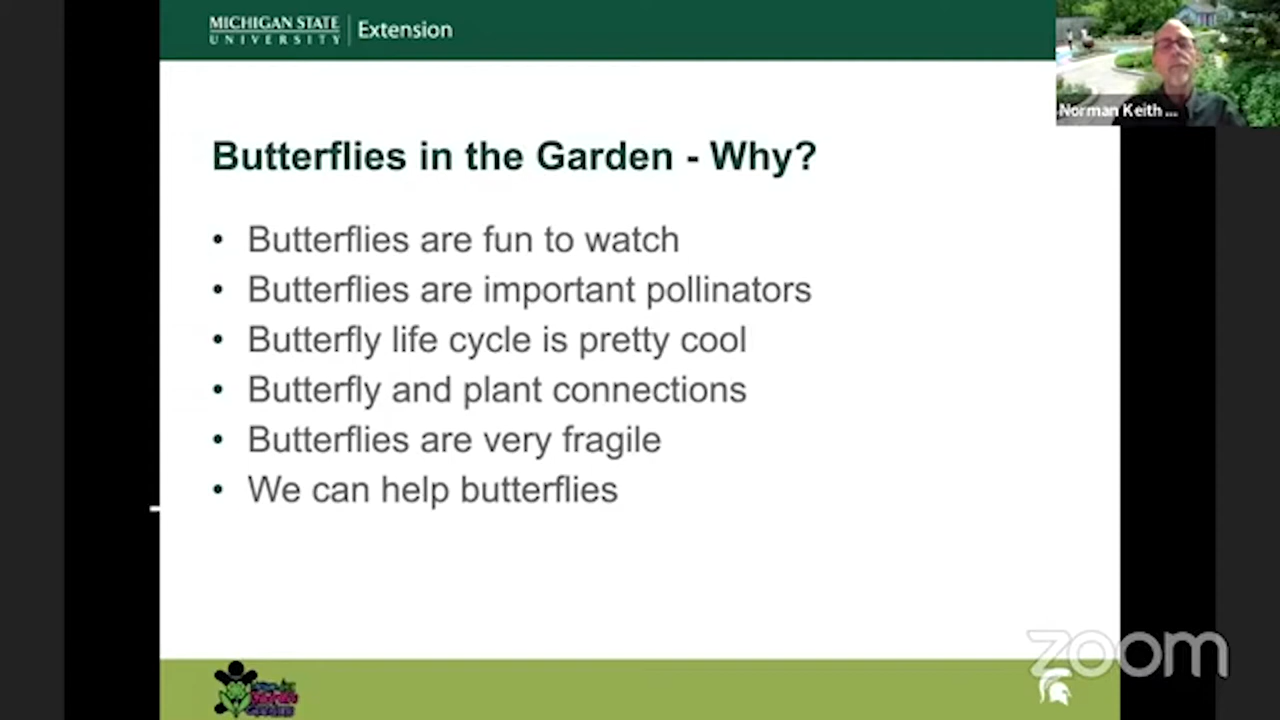 MICHIGAN STATE
UNIVERSITY
Extension
Norman Keith ...
Butterflies in the Garden - Why?
• Butterflies are fun to watch
• Butterflies are important pollinators
• Butterfly life cycle is pretty cool
• Butterfly and plant connections
• Butterflies are very fragile
• We can help butterflies
zoom